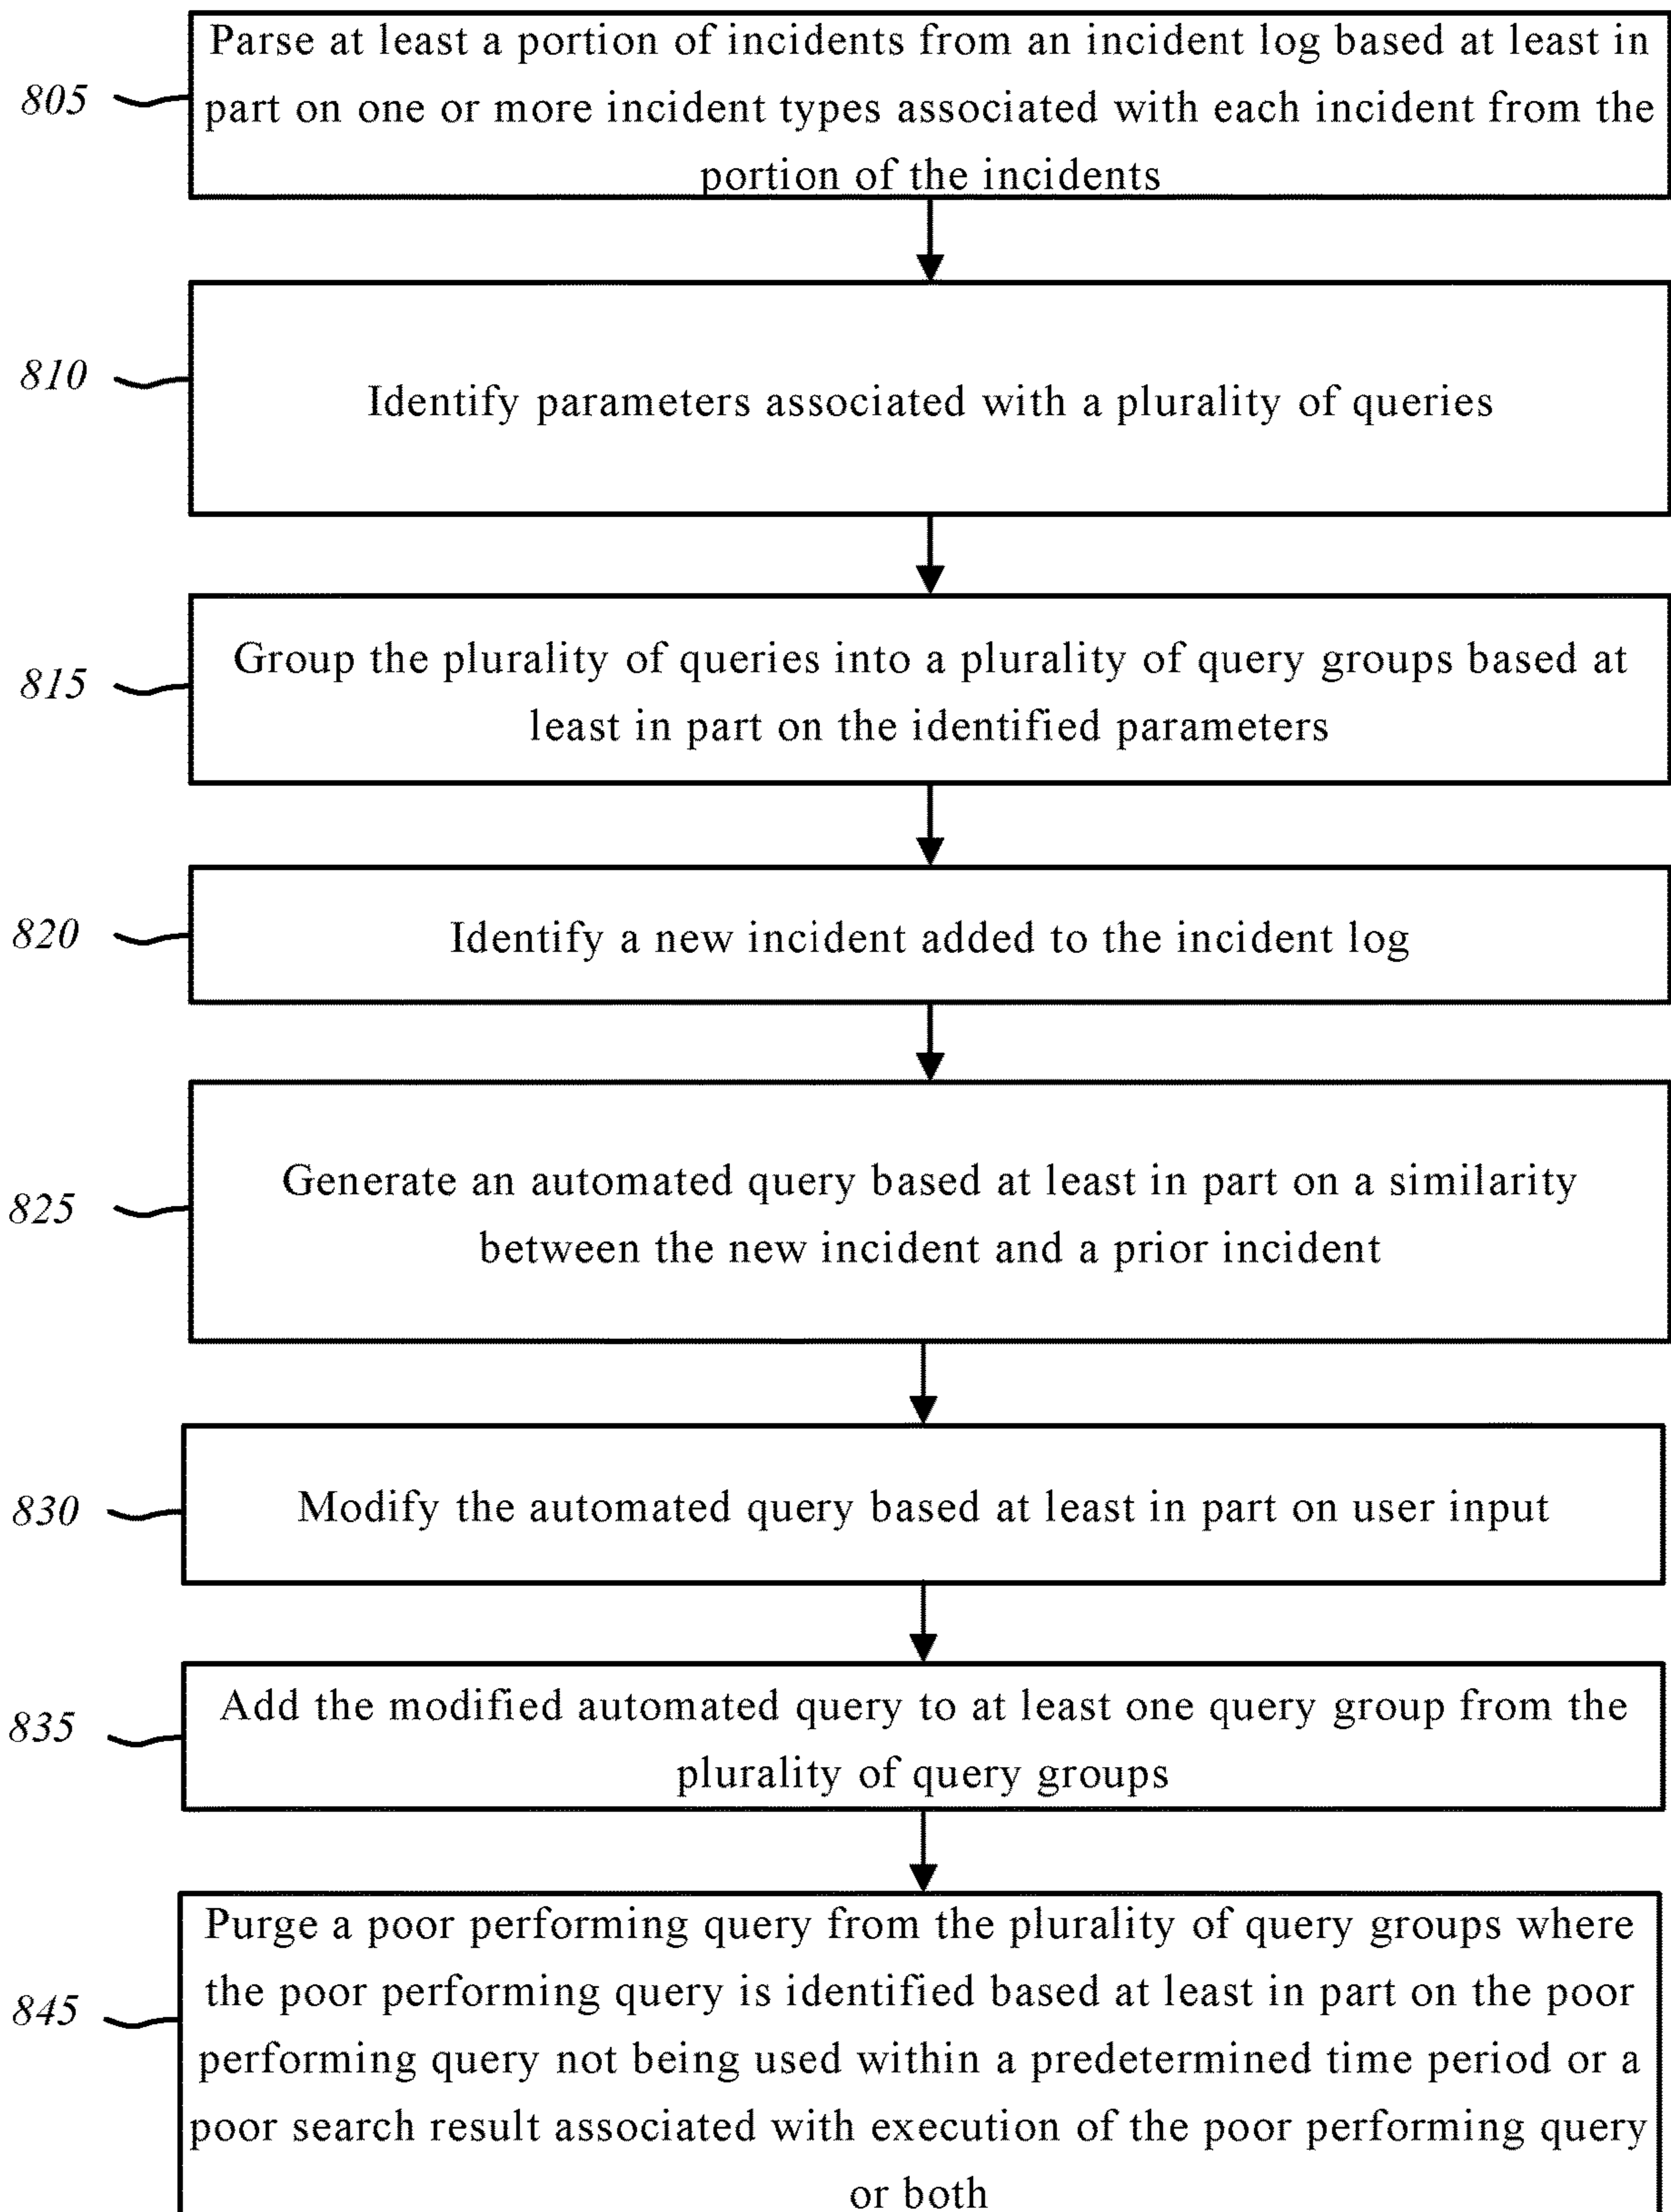 Parse at least a portion of incidents from an incident log based at least in
805
part on one or more incident types associated with each incident from the
portion of the incidents
810
Identify parameters associated with a plurality of queries
Group the plurality of queries into a plurality of query groups based at
815
least in part on the identified parameters
820
Identify a new incident added to the incident log
Generate an automated query based at least in part on a similarity
825
between the new incident and a prior incident
830
Modify the automated query based at least in part on user input
Add the modified automated query to at least one query group from the
835
plurality of query groups
Purge a poor performing query from the plurality of query groups where
the poor performing query is identified based at least in part on the poor
845
performing query not being used within a predetermined time period or a
poor search result associated with execution of the poor performing query
or both